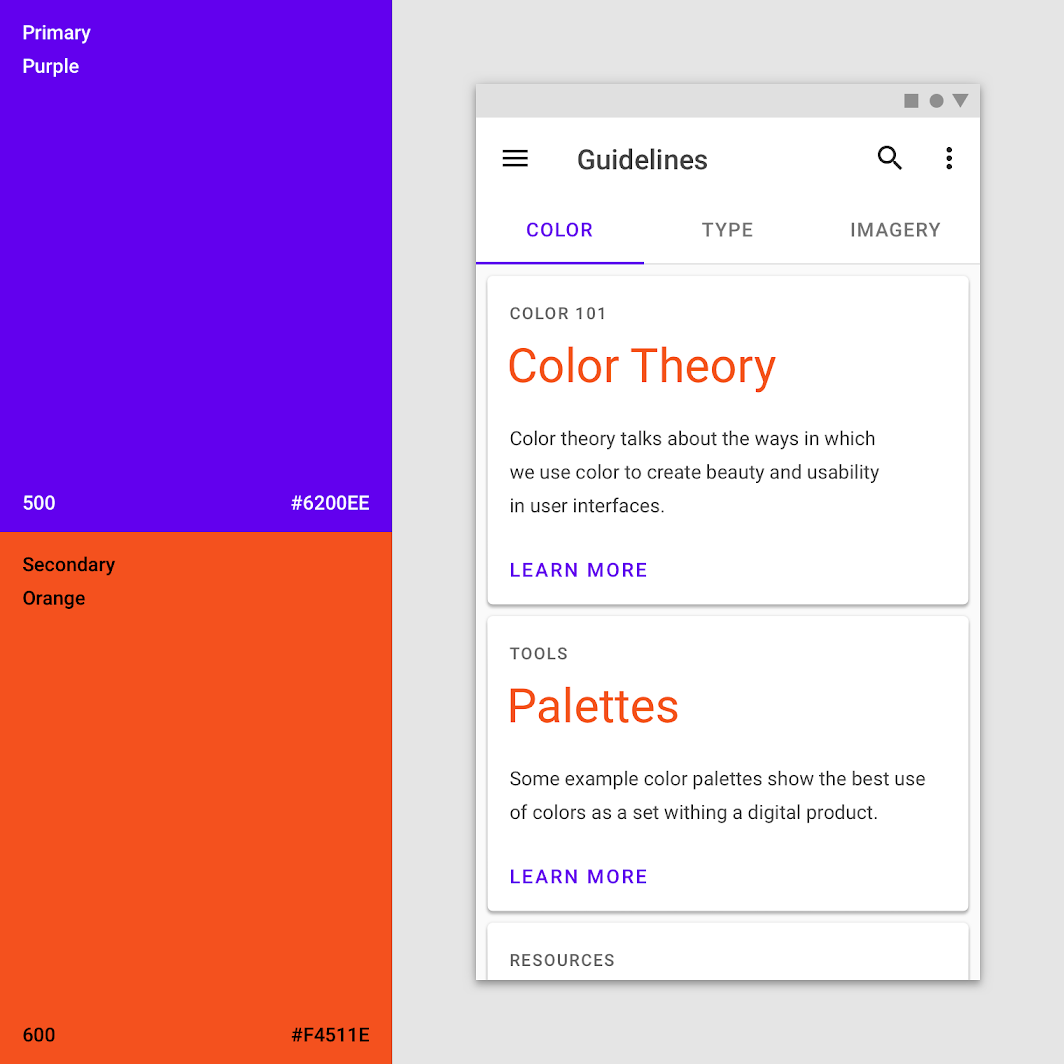 Primary
Purple
500 #6200EE
Secondary
Orange
600 #F4511E
Guidelines
COLOR TYPE IMAGERY
COLOR 101
Color Theory
Color theory talks about the ways in which
we use color to create beauty and usability
in user interfaces.
LEARN MORE
TOOLS
Palettes
Some example color palettes show the best use
of colors as a set withing a digital product.
LEARN MORE
RESOURCES